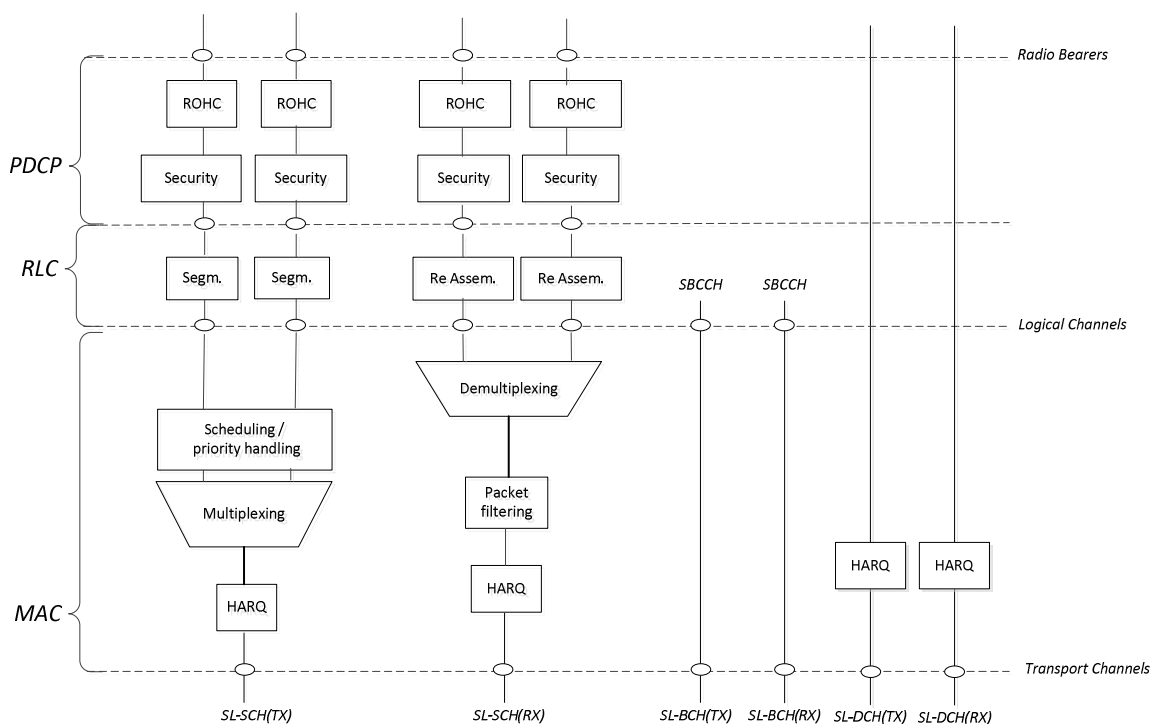 Radio Bearers
ROHC
ROHC
ROHC
ROHC
PDCP
Security
Security
Security
Security
RLC
Segm.
Segm.
Re Assem.
Re Assem.
SBCCH
SBCCH
Logical Channels
Demultiplexing
Scheduling /
priority handling
Packet
filtering
Multiplexing
HARQ
HARQ
HARQ
HARQ
MAC
Transport Channels
SL-SCH(TX)
SL-SCH(RX)
SL-BCH(TX)
SL-BCH(RX)
SL-DCH(TX)
SL-DCH(RX)